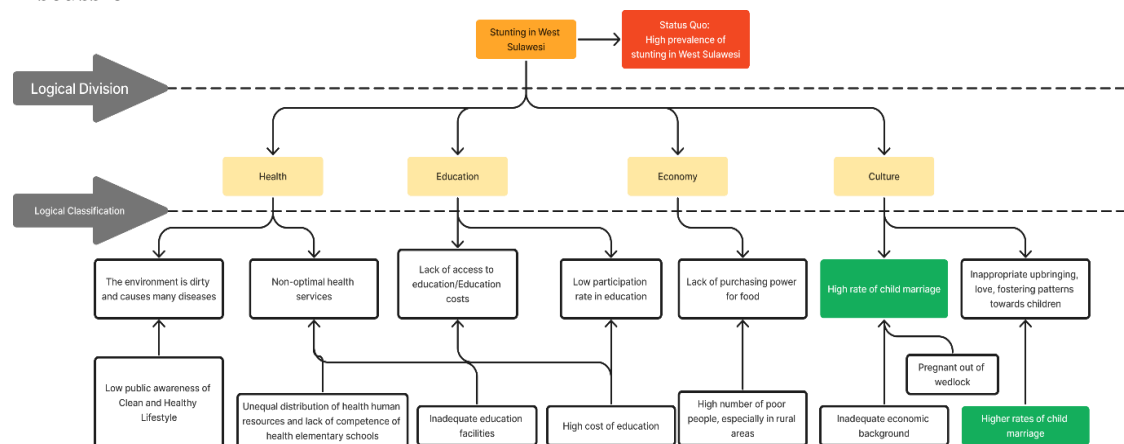 Stunting in West
Sulawesi
Status Quo:
High prevalence of
stunting in West Sulawesi
Logical Division
Health
Education
Economy
Culture
Logical Classification
The environment is dirty
and causes many diseases
Non-optimal health
services
Lack of access to
education/Education
costs
Low participation
rate in education
Lack of purchasing power
for food
High rate of child marriage
Inappropriate upbringing,
love, fostering patterns
towards children
Low public awareness of
Clean and Healthy
Lifestyle
Unequal distribution of health human
resources and lack of competence of
health elementary schools
Inadequate education
facilities
High cost of education
High number of poor
people, especially in rural
areas
Pregnant out of
wedlock
Inadequate economic
background
Higher rates of child
marriage